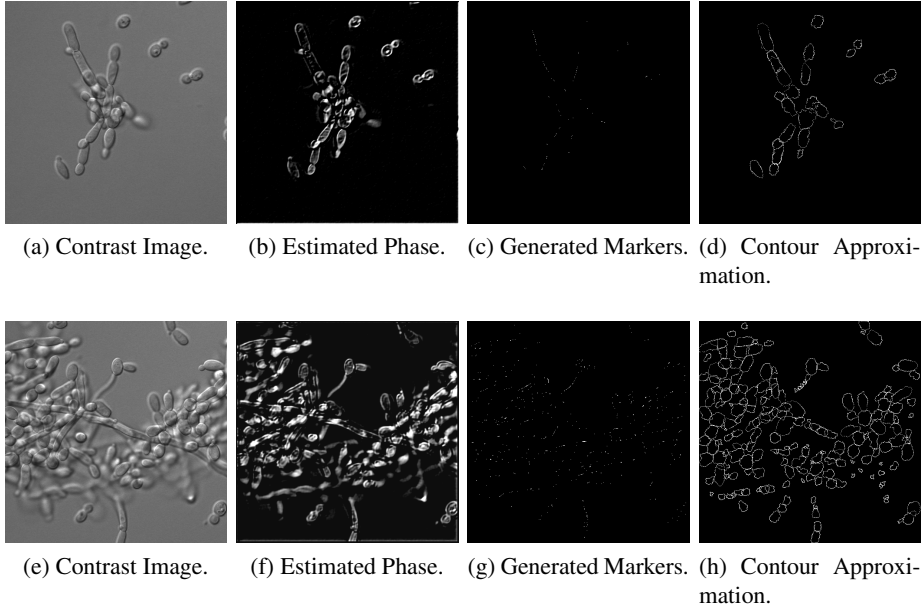 (a) Contrast Image.
(b) Estimated Phase.
(c) Generated Markers.
(d) Contour Approxi-
mation.
(e) Contrast Image.
(f) Estimated Phase.
(g) Generated Markers.
(h) Contour Approxi-
mation.